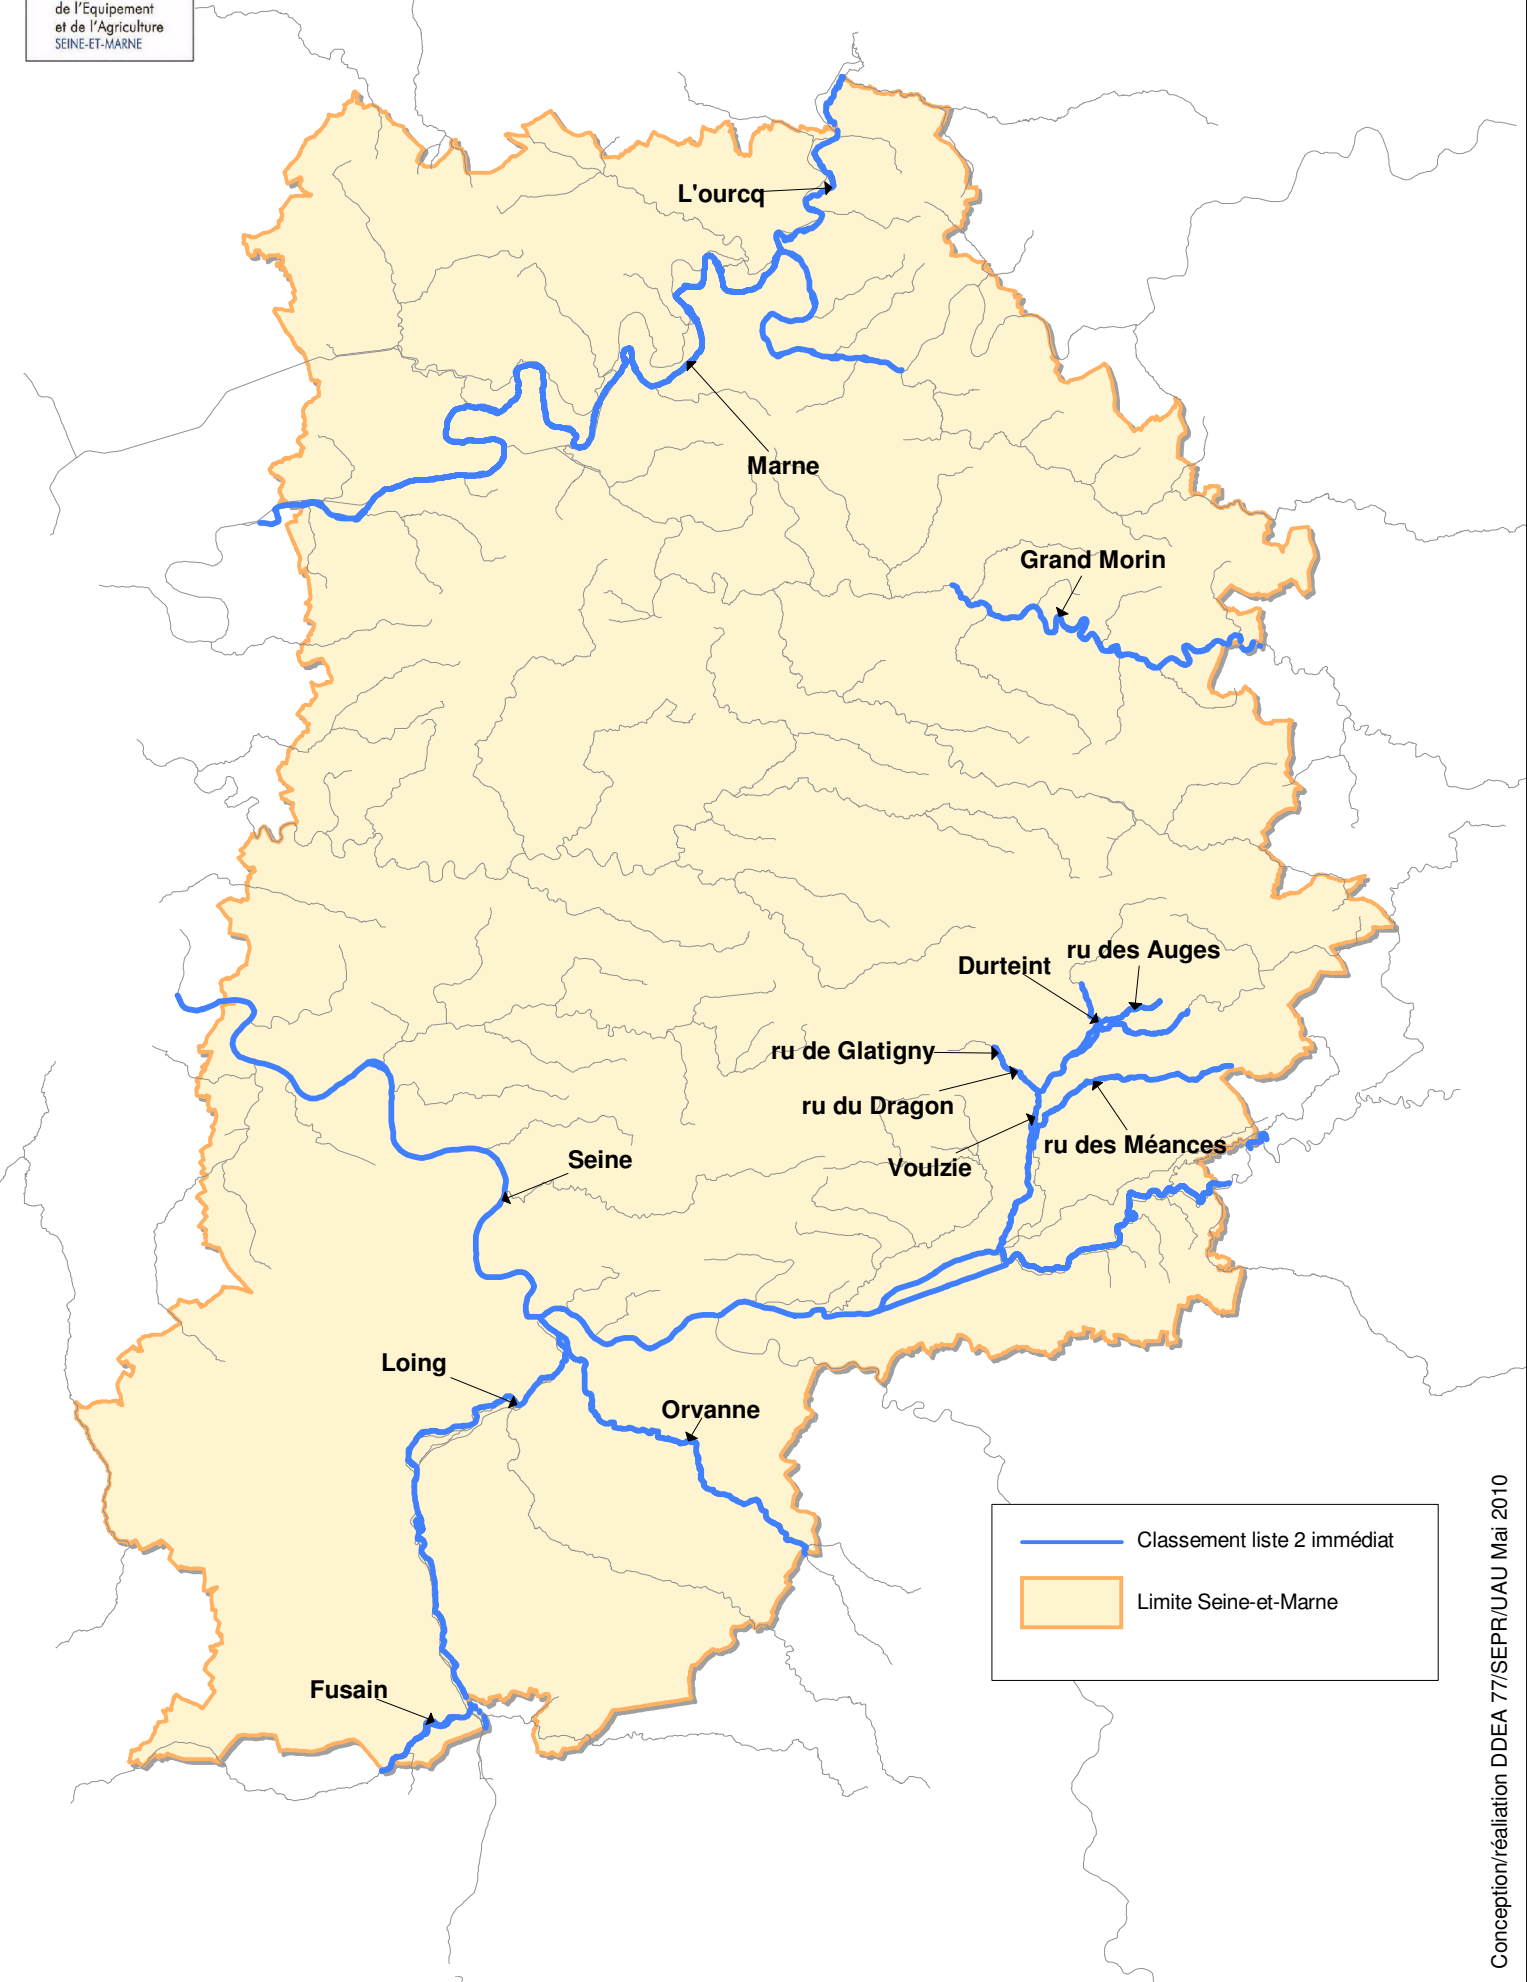 de l'Equipement
et de l'Agriculture
SEINE-ET-MARNE
L'ourcq
Marne
Grand Morin
ru des Auges
Durteint
ru de Glatigny
ru du Dragon
ru des Méances
Voulzie
Seine
Loing
Orvanne
Fusain
Classement liste 2 immédiat
Limite Seine-et-Marne
Conception/réaliation DDEA 77/SEPR/UAU Mai 2010